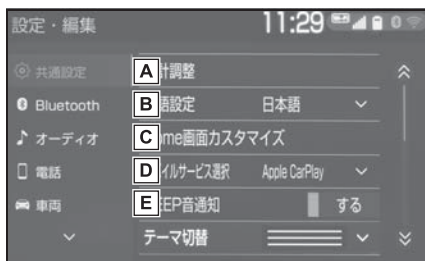 設定・編集 11:29
共通設定
A 計調整
Bluetooth
B 語設定 日本語
オーディオ
C ome画面カスタマイズ
電話
D イルサービス選択 Apple CarPlay
車両
E EEP音通知 する
テーマ切替